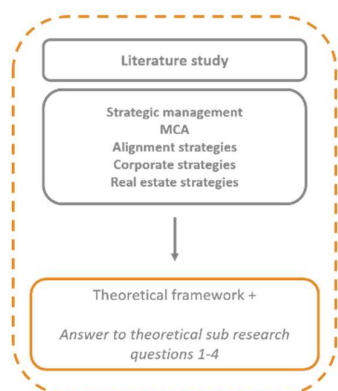 Literature study
Strategic management
MCA
Alignment strategies
Corporate strategies
Real estate strategies
Theoretical framework +
Answer to theoretical sub research
questions 1-4